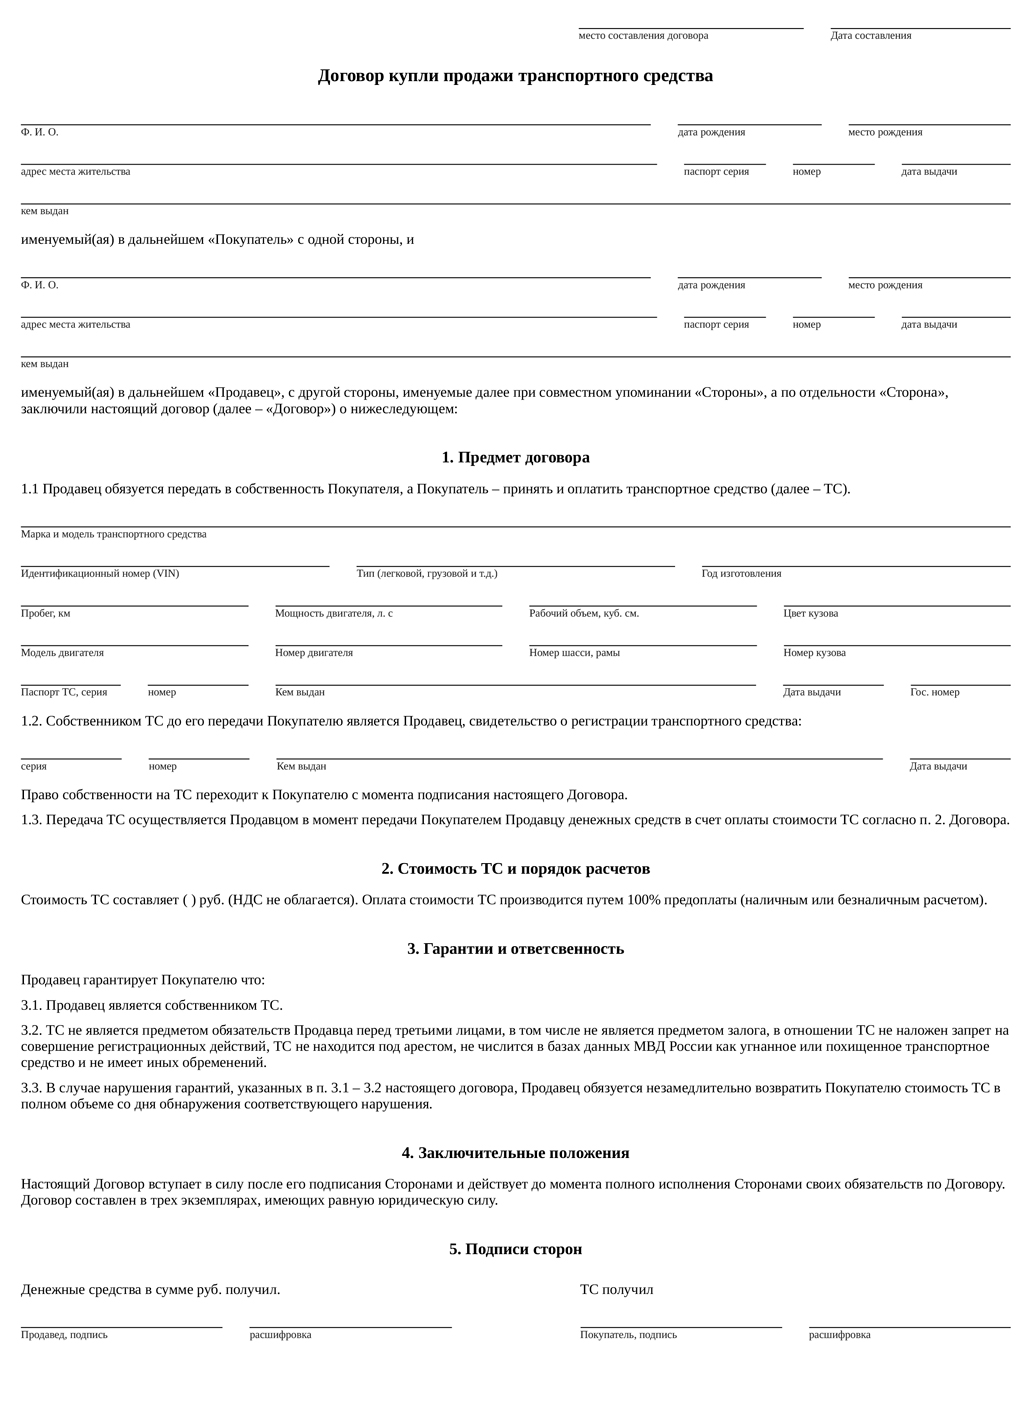 место составления договора Дата составления
Договор купли продажи транспортного средства
Ф. И. О. дата рождения место рождения
адрес места жительства паспорт серия номер дата выдачи
кем выдан
именуемый(ая) в дальнейшем «Покупатель» с одной стороны, и
Ф. И. О. дата рождения место рождения
адрес места жительства паспорт серия номер дата выдачи
кем выдан
именуемый(ая) в дальнейшем «Продавец», с другой стороны, именуемые далее при совместном упоминании «Стороны», а по отдельности «Сторона»,
заключили настоящий договор (далее – «Договор») о нижеследующем:
1. Предмет договора
1.1 Продавец обязуется передать в собственность Покупателя, а Покупатель – принять и оплатить транспортное средство (далее – ТС).
Марка и модель транспортного средства
Идентификационный номер (VIN) Тип (легковой, грузовой и т.д.) Год изготовления
Пробег, км Мощность двигателя, л. с Рабочий объем, куб. см. Цвет кузова
Модель двигателя Номер двигателя Номер шасси, рамы Номер кузова
Паспорт ТС, серия номер Кем выдан Дата выдачи Гос. номер
1.2. Собственником ТС до его передачи Покупателю является Продавец, свидетельство о регистрации транспортного средства:
серия номер Кем выдан Дата выдачи
Право собственности на ТС переходит к Покупателю с момента подписания настоящего Договора.
1.3. Передача ТС осуществляется Продавцом в момент передачи Покупателем Продавцу денежных средств в счет оплаты стоимости ТС согласно п. 2. Договора.
2. Стоимость ТС и порядок расчетов
Стоимость ТС составляет ( ) руб. (НДС не облагается). Оплата стоимости ТС производится путем 100% предоплаты (наличным или безналичным расчетом).
3. Гарантии и ответсвенность
Продавец гарантирует Покупателю что:
3.1. Продавец является собственником ТС.
3.2. ТС не является предметом обязательств Продавца перед третьими лицами, в том числе не является предметом залога, в отношении ТС не наложен запрет на
совершение регистрационных действий, ТС не находится под арестом, не числится в базах данных МВД России как угнанное или похищенное транспортное
средство и не имеет иных обременений.
3.3. В случае нарушения гарантий, указанных в п. 3.1 – 3.2 настоящего договора, Продавец обязуется незамедлительно возвратить Покупателю стоимость ТС в
полном объеме со дня обнаружения соответствующего нарушения.
4. Заключительные положения
Настоящий Договор вступает в силу после его подписания Сторонами и действует до момента полного исполнения Сторонами своих обязательств по Договору.
Договор составлен в трех экземплярах, имеющих равную юридическую силу.
5. Подписи сторон
Денежные средства в сумме руб. получил. ТС получил
Продавед, подпись расшифровка Покупатель, подпись расшифровка